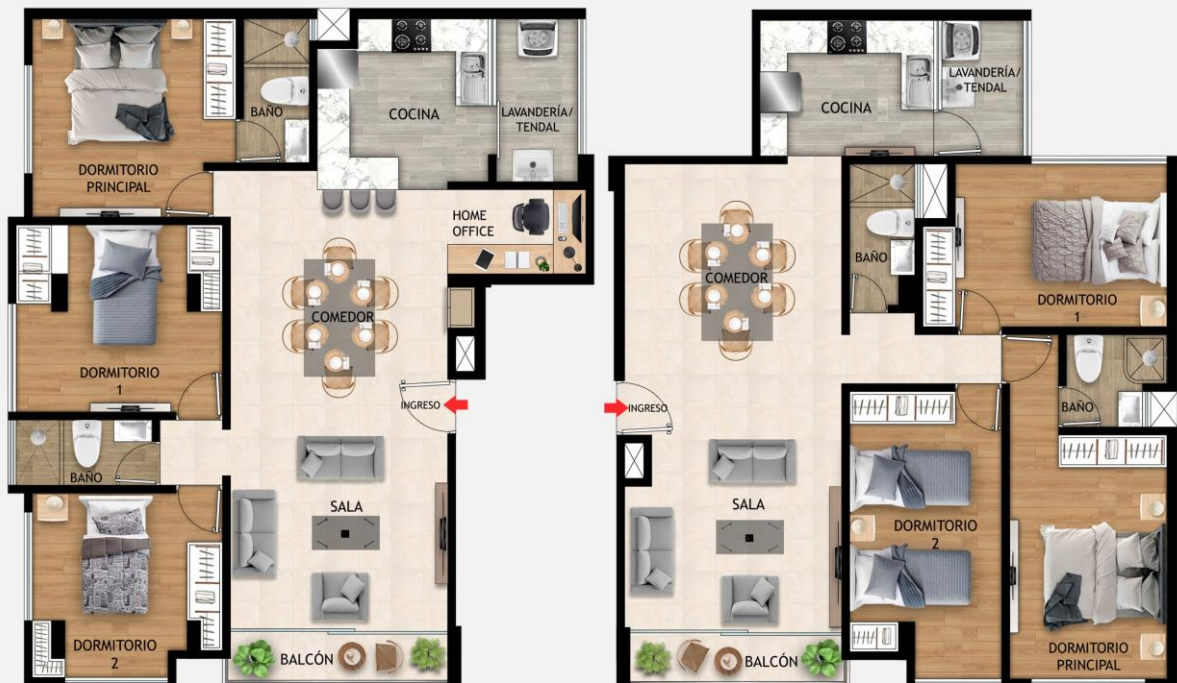 BAÑO
COCINA
LAVANDERÍA/
TENDAL
DORMITORIO
PRINCIPAL
HOME
OFFICE
COMEDOR
DORMITORIO
1
INGRESO
BAÑO
SALA
DORMITORIO
2
BALCÓN
LAVANDERÍA/
TENDAL
COCINA
BAÑO
COMEDOR
DORMITORIO
1
INGRESO
BAÑO
SALA
DORMITORIO
2
DORMITORIO
PRINCIPAL
BALCÓN